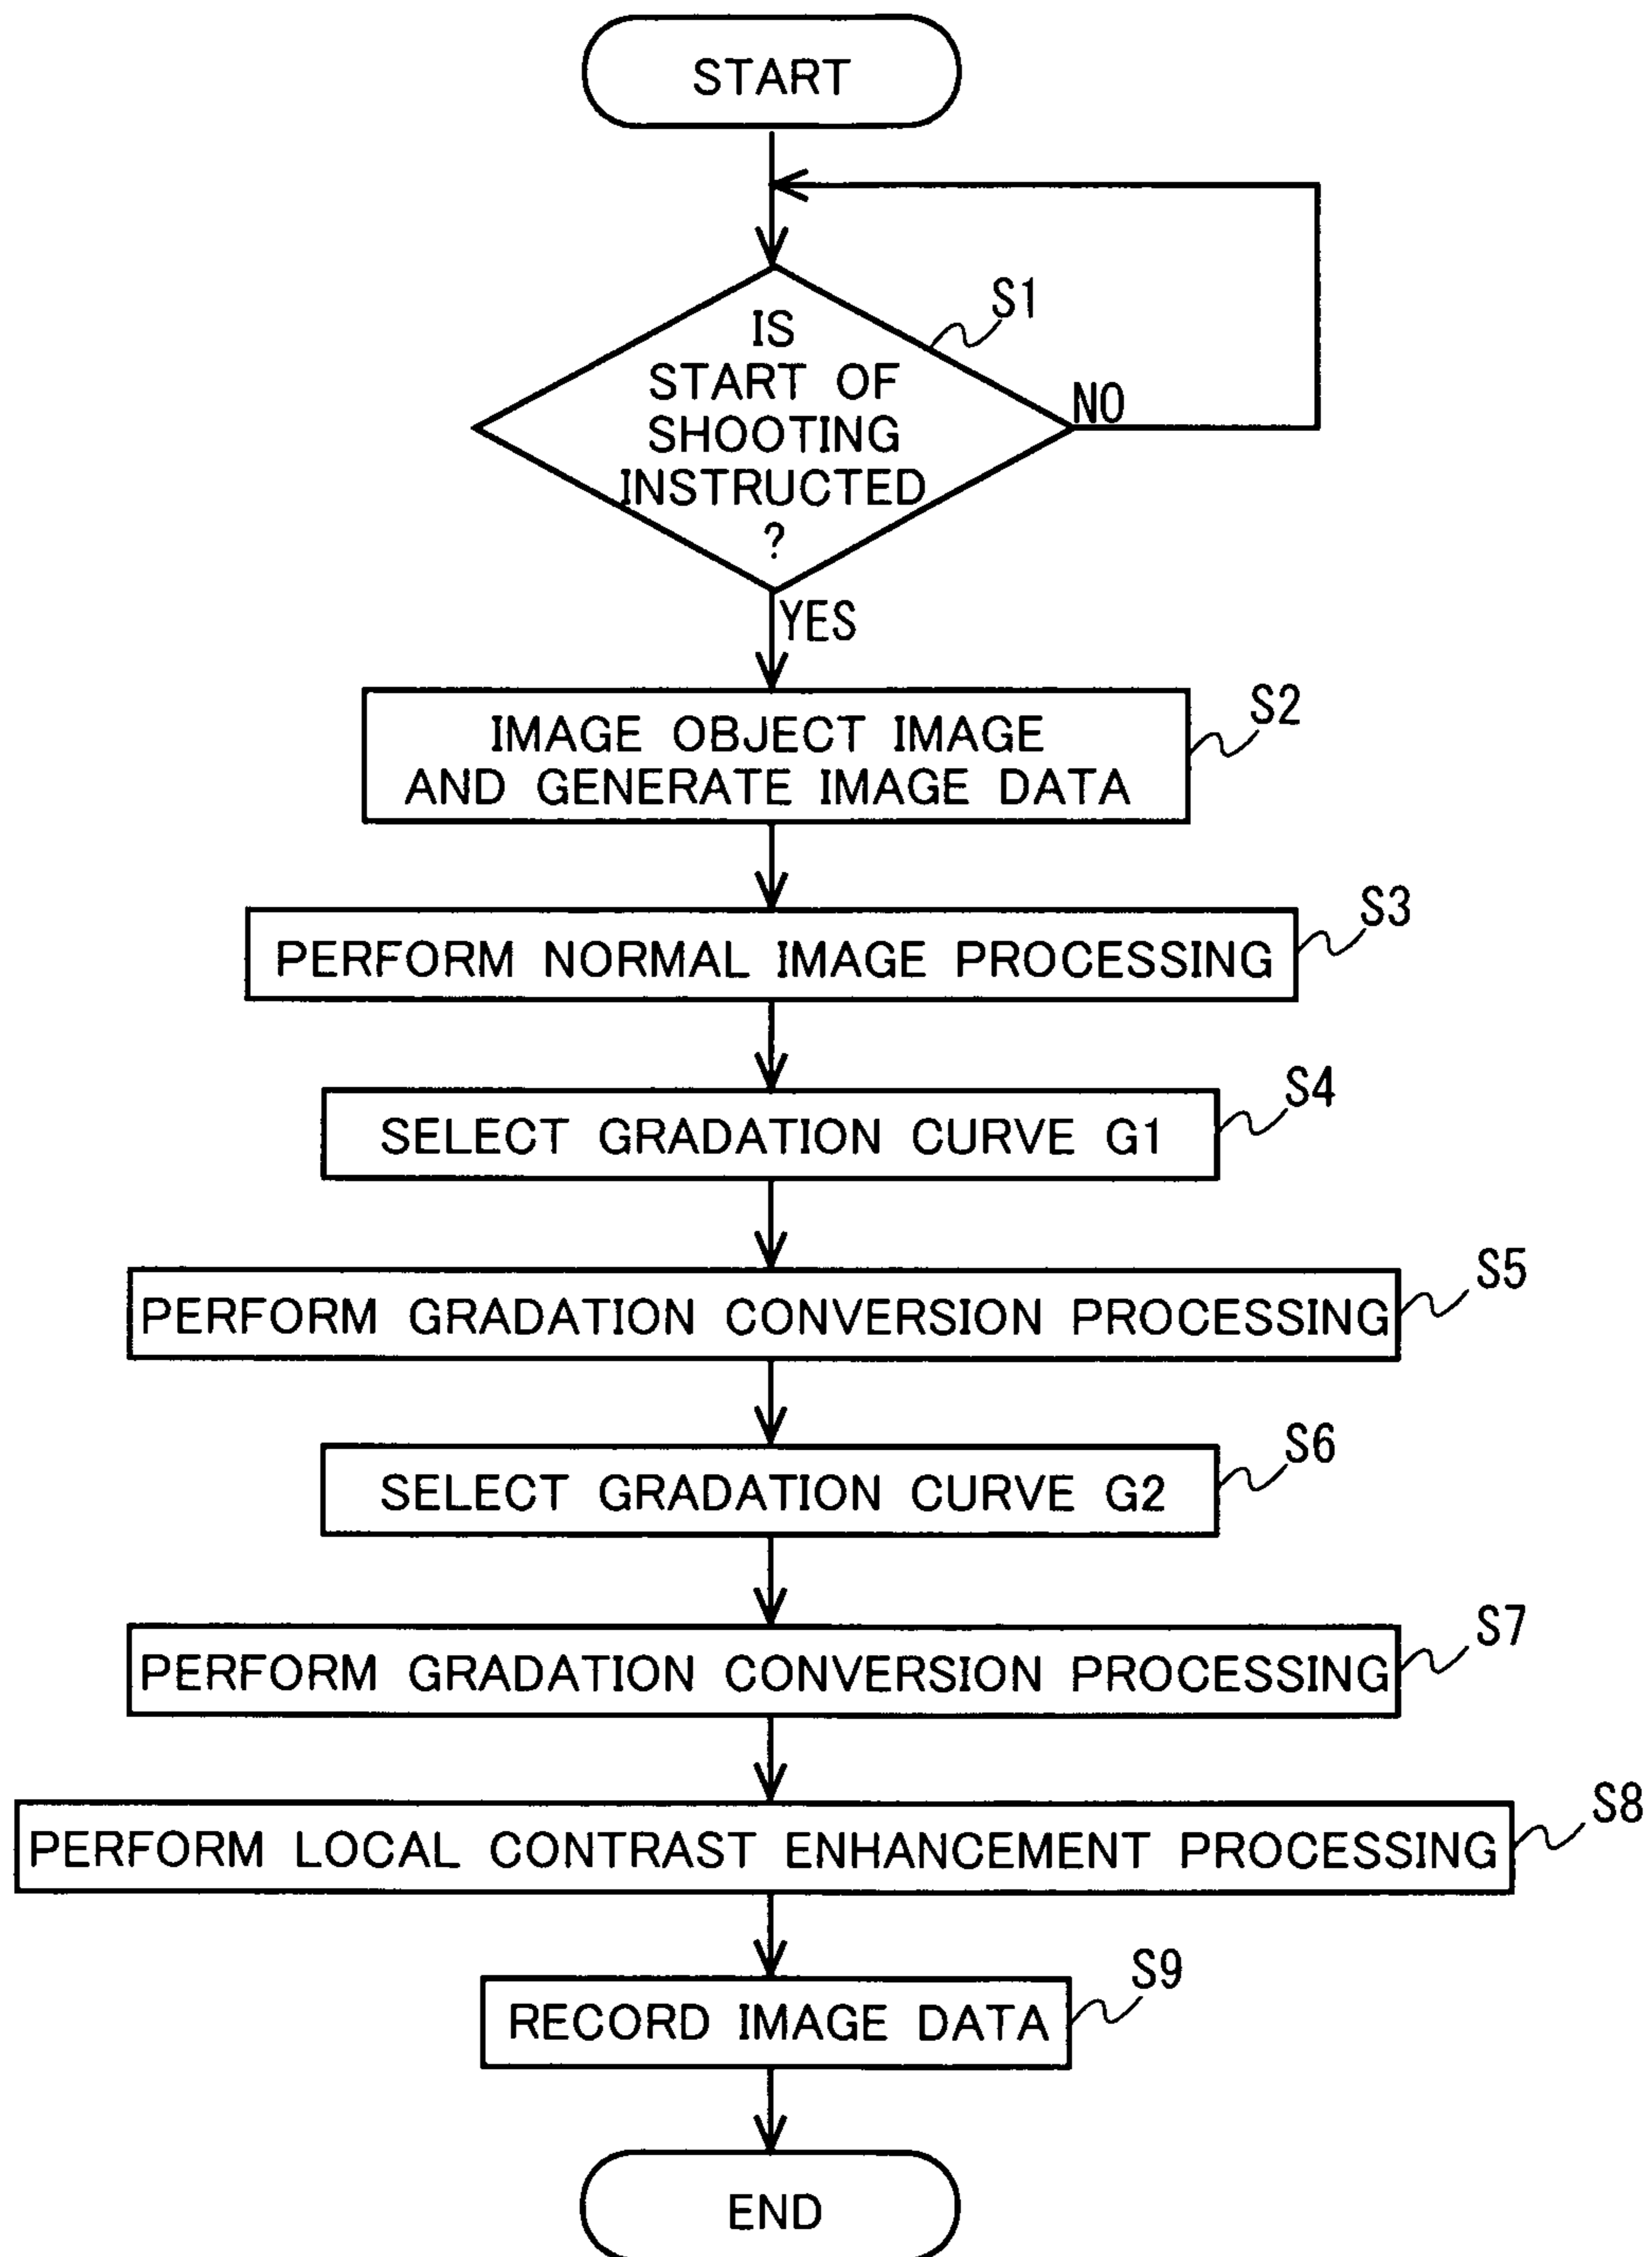 START
IS
START OF
SHOOTING
INSTRUCTED
?
S1
NO
YES
IMAGE OBJECT IMAGE
AND GENERATE IMAGE DATA
S2
PERFORM NORMAL IMAGE PROCESSING
S3
SELECT GRADATION CURVE G1
S4
PERFORM GRADATION CONVERSION PROCESSING
S5
SELECT GRADATION CURVE G2
S6
PERFORM GRADATION CONVERSION PROCESSING
S7
PERFORM LOCAL CONTRAST ENHANCEMENT PROCESSING
S8
RECORD IMAGE DATA
S9
END